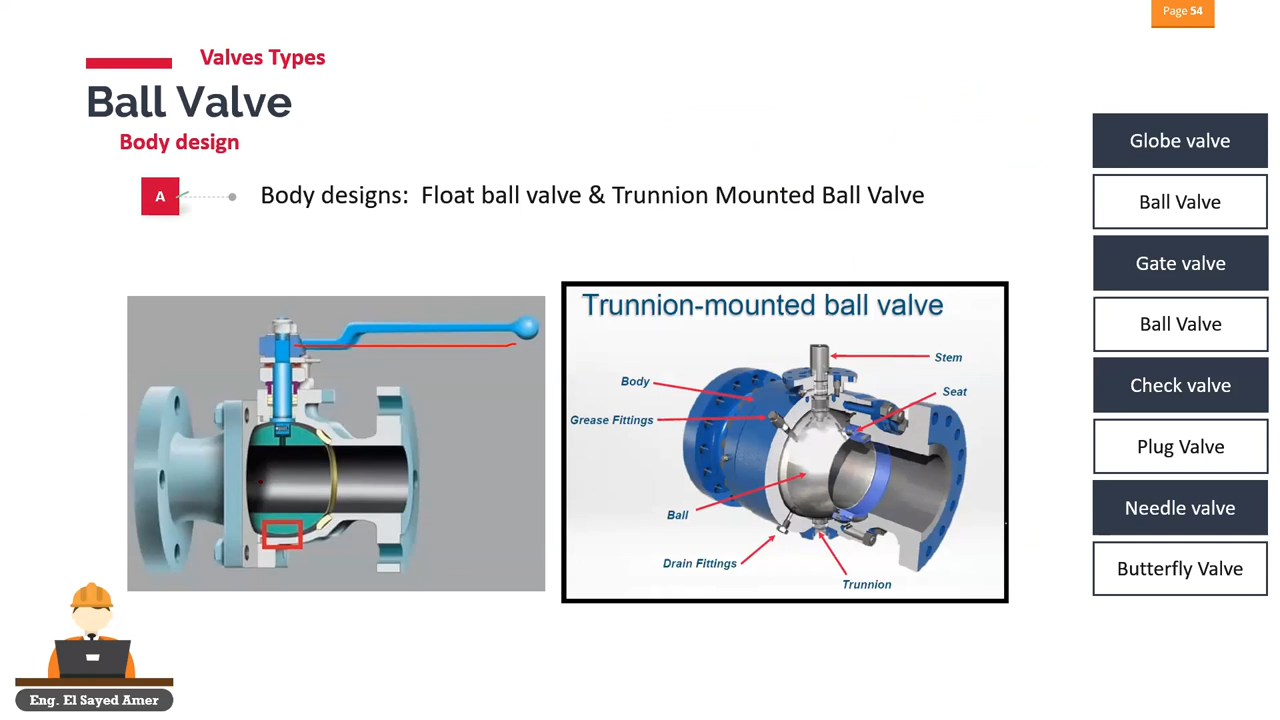 Page 54
Valves Types
Ball Valve
Body design
A
Body designs: Float ball valve & Trunnion Mounted Ball Valve
Trunnion-mounted ball valve
Stem
Body
Seat
Grease Fittings
Ball
Drain Fittings
Trunnion
Globe valve
Ball Valve
Gate valve
Ball Valve
Check valve
Plug Valve
Needle valve
Butterfly Valve
Eng. El Sayed Amer